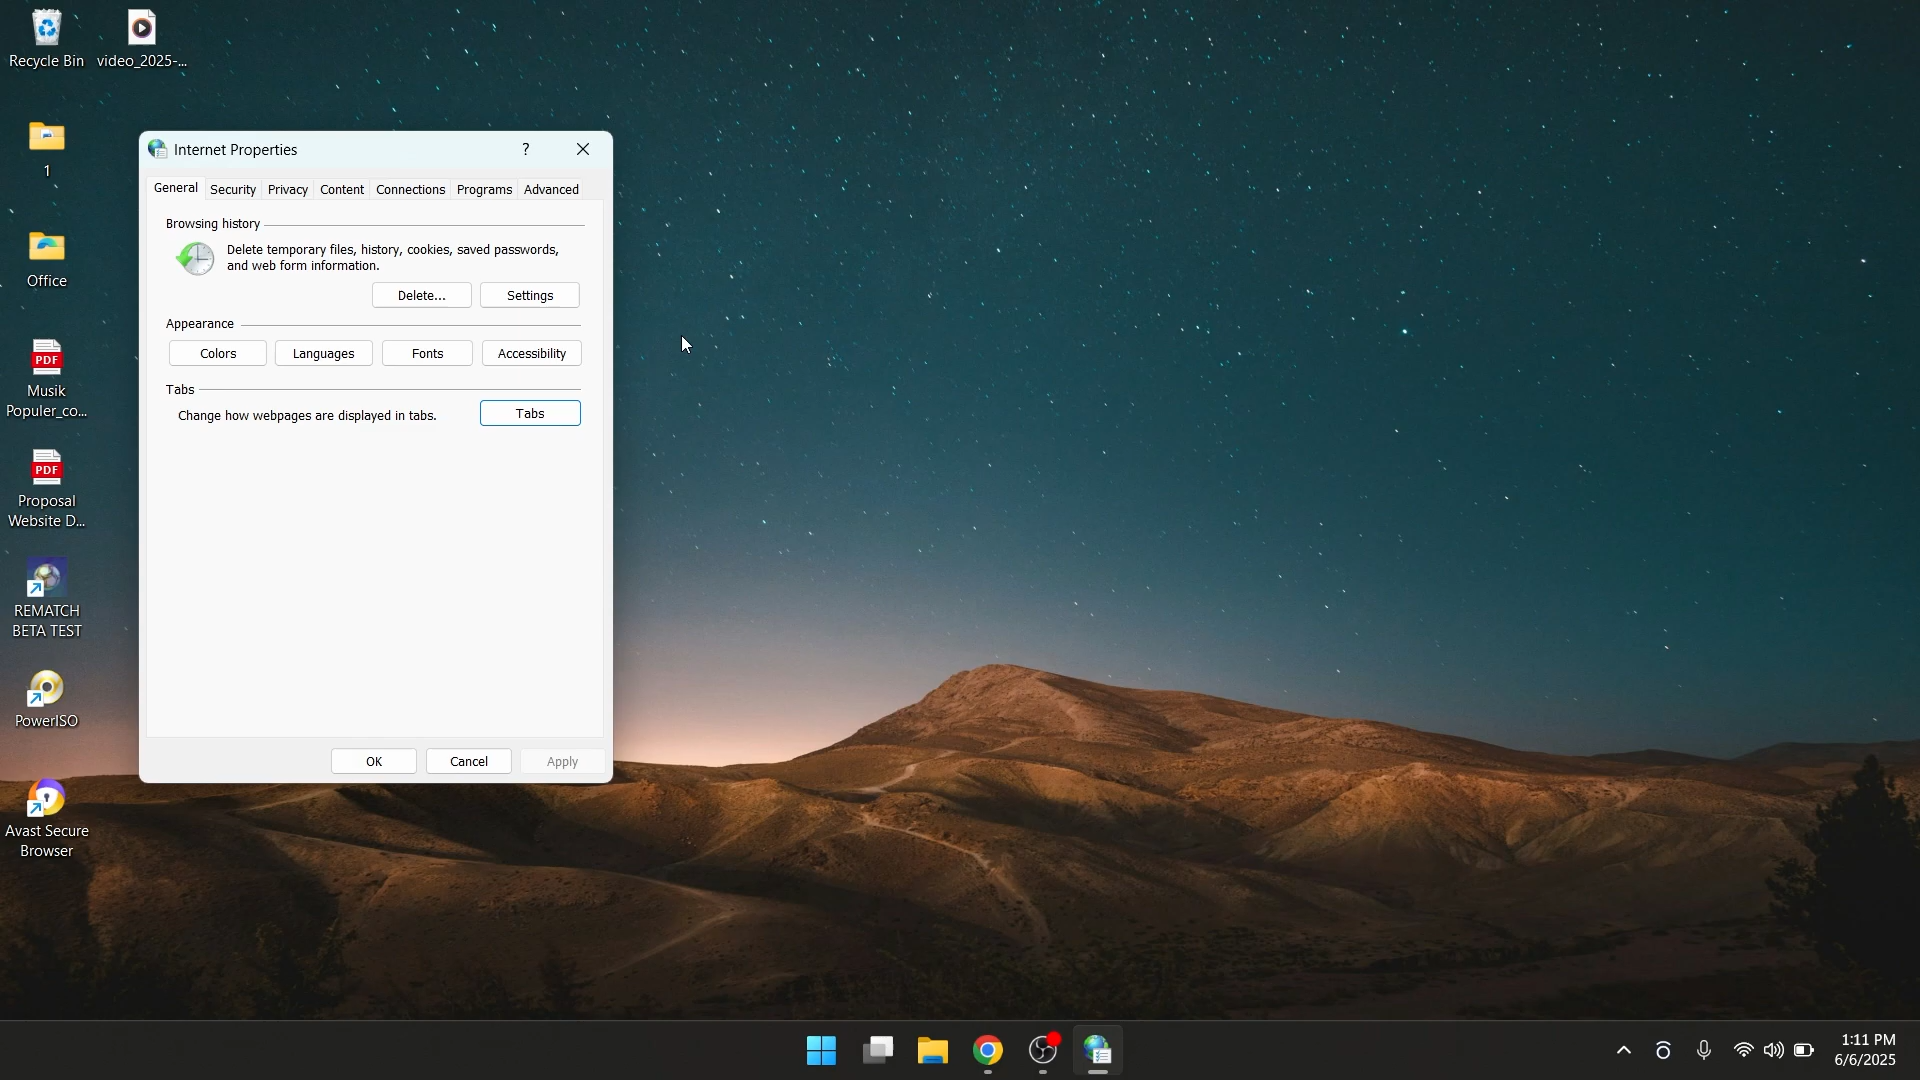 Recycle Bin
video_2025-...
1
Office
Musik
Populer_co...
Proposal
Website D...
REMATCH
BETA TEST
PowerISO
Avast Secure
Browser
Internet Properties
?
General
Security
Privacy
Content
Connections
Programs
Advanced
Browsing history
Delete temporary files, history, cookies, saved passwords,
and web form information.
Delete...
Settings
Appearance
Colors
Languages
Fonts
Accessibility
Tabs
Change how webpages are displayed in tabs.
Tabs
OK
Cancel
Apply
PDF
PDF
1:11 PM
6/6/2025